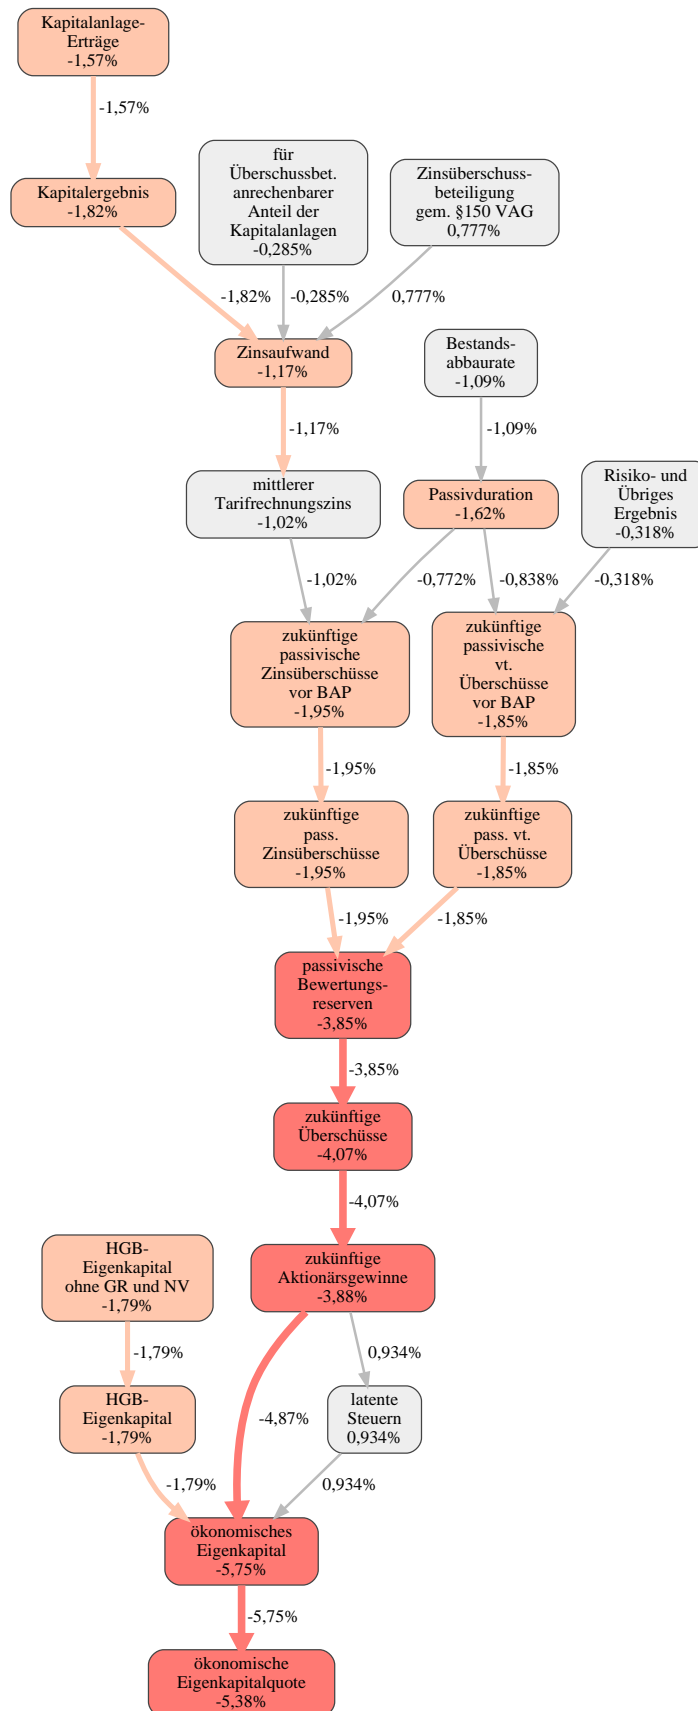 Kapitalanlage-
Erträge
-1,57%
-1,57%
Kapitalergebnis
-1,82%
für
Überschussbet.
anrechenbarer
Anteil der
Kapitalanlagen
-0,285%
Zinsüberschuss-
beteiligung
gem. §150 VAG
0,777%
-1,82%
-0,285%
0,777%
Zinsaufwand
-1,17%
Bestands-
abbaurate
-1,09%
-1,17%
-1,09%
mittlerer
Tarifrechnungszins
-1,02%
Passivduration
-1,62%
Risiko- und
Übriges
Ergebnis
-0,318%
-1,02%
-0,772%
-0,838%
-0,318%
zukünftige
passivische
Zinsüberschüsse
vor BAP
-1,95%
zukünftige
passivische
vt.
Überschüsse
vor BAP
-1,85%
-1,95%
-1,85%
zukünftige
pass.
Zinsüberschüsse
-1,95%
zukünftige
pass. vt.
Überschüsse
-1,85%
-1,95%
-1,85%
passivische
Bewertungs-
reserven
-3,85%
-3,85%
zukünftige
Überschüsse
-4,07%
-4,07%
HGB-
Eigenkapital
ohne GR und NV
-1,79%
zukünftige
Aktionärsgewinne
-3,88%
-1,79%
0,934%
HGB-
Eigenkapital
-1,79%
-4,87%
latente
Steuern
0,934%
-1,79%
0,934%
ökonomisches
Eigenkapital
-5,75%
-5,75%
ökonomische
Eigenkapitalquote
-5,38%